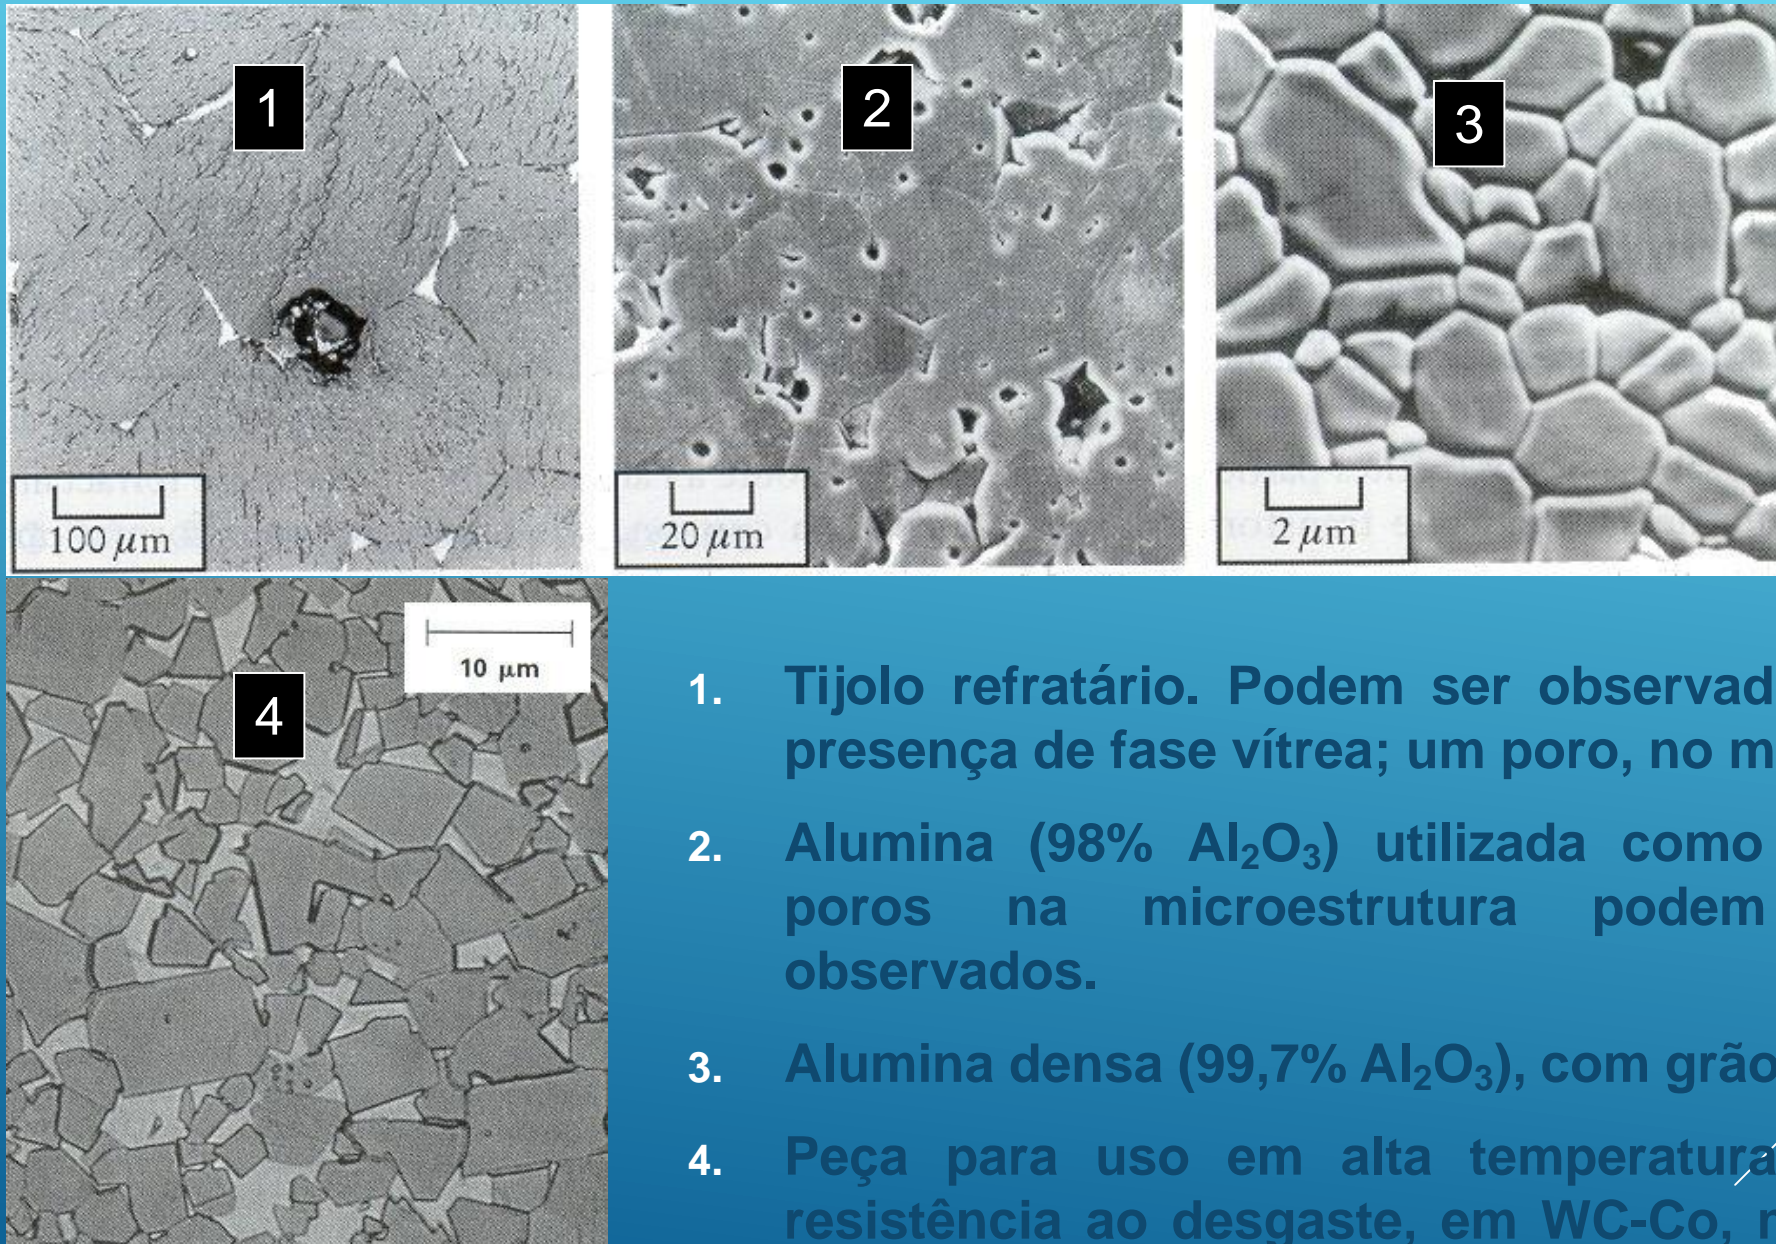 1
2
3
100 μm
20 μm
2 μm
4
10 μm
1. Tijolo refratário. Podem ser
presença de fase vítrea; um poro, no
2. Alumina (98% Al₂O₃) utilizada como
poros na microestrutura podem
observados.
3. Alumina densa (99,7% Al₂O₃), com
4. Peça para uso em alta temperatura
resistência ao desgaste, em WC-Co,